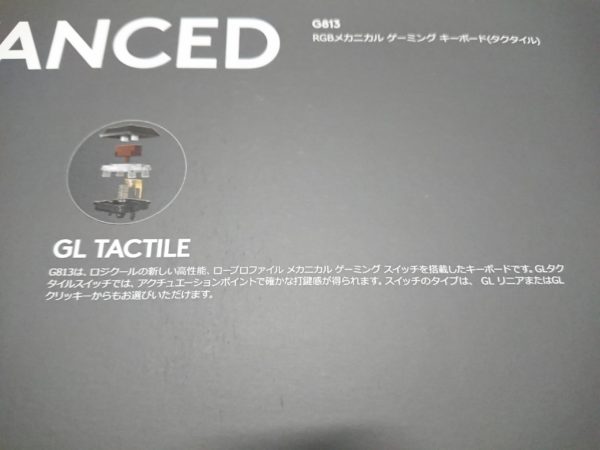 ANCED
G813
RGBメカニカル ゲーミング キーボード(タクタイル)
GL TACTILE
G813は、ロジクールの新しい高性能、ロープロファイル メカニカル ゲーミング スイッチを搭載したキーボードです。GLタク
タイルスイッチでは、アクチュエーションポイントで確かな打鍵感が得られます。スイッチのタイプは、GL リニアまたはGL
クリッキーからもお選びいただけます。